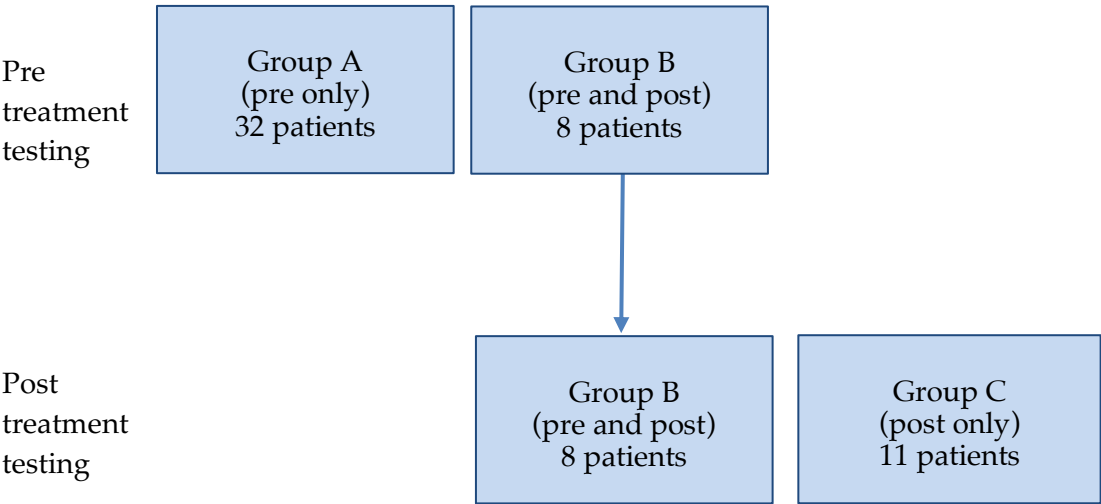 Pre
treatment
testing
Group A
(pre only)
32 patients
Group B
(pre and post)
8 patients
Post
treatment
testing
Group B
(pre and post)
8 patients
Group C
(post only)
11 patients